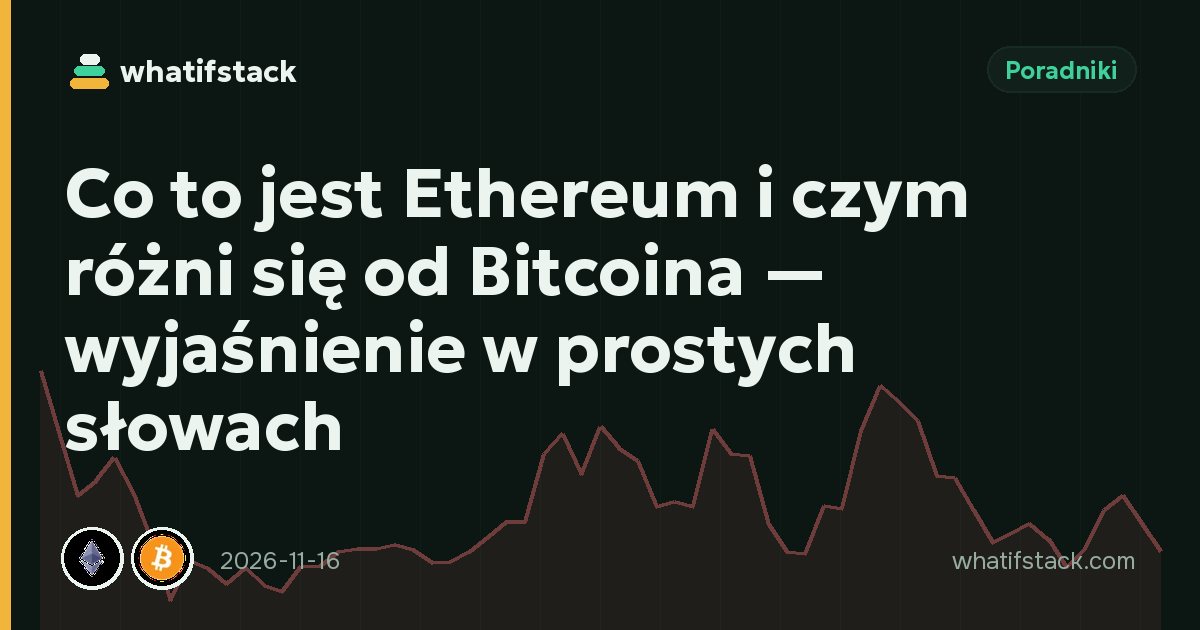 whatifstack
Poradniki
Co to jest Ethereum i czym
różni się od Bitcoina —
wyjaśnienie w prostych
słowach
2026-11-16
whatifstack.com